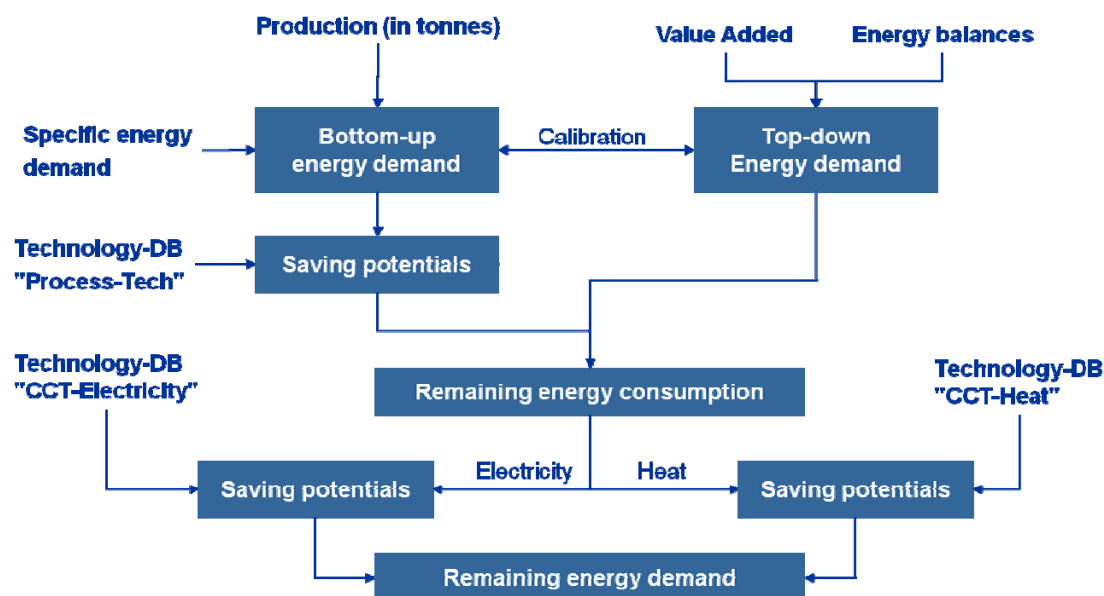 Production (in tonnes)
Value Added
Energy balances
Specific energy
demand
Bottom-up
energy demand
Calibration
Top-down
Energy demand
Technology-DB
"Process-Tech"
Saving potentials
Technology-DB
"CCT-Electricity"
Remaining energy consumption
Technology-DB
"CCT-Heat"
Saving potentials
Electricity
Heat
Saving potentials
Remaining energy demand